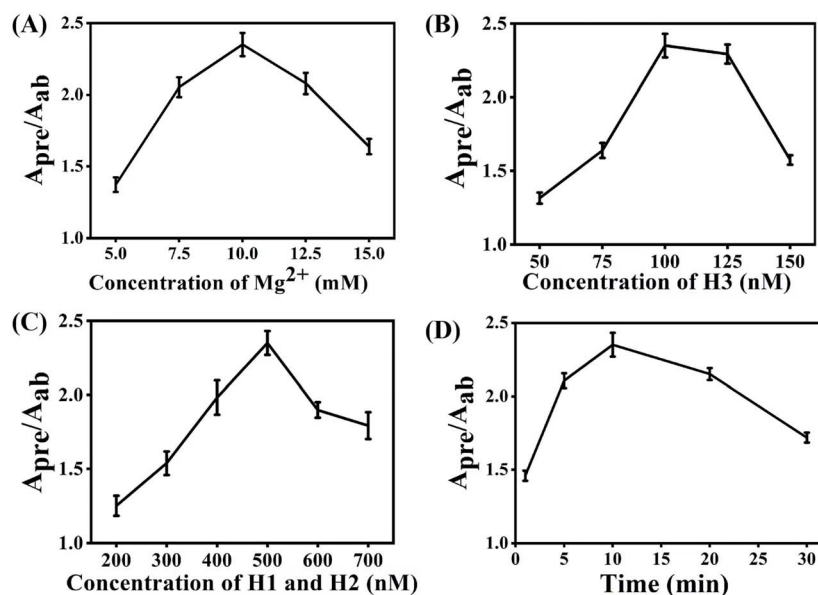 (A)
2.5
2.0
1.5
1.0
Apre/Aab
5.0 7.5 10.0 12.5 15.0
Concentration of Mg2+ (mM)
(B)
2.5
2.0
1.5
1.0
Apre/Aab
50 75 100 125 150
Concentration of H3 (nM)
(C)
2.5
2.0
1.5
1.0
Apre/Aab
200 300 400 500 600 700
Concentration of H1 and H2 (nM)
(D)
2.5
2.0
1.5
1.0
Apre/Aab
0 5 10 15 20 25 30
Time (min)